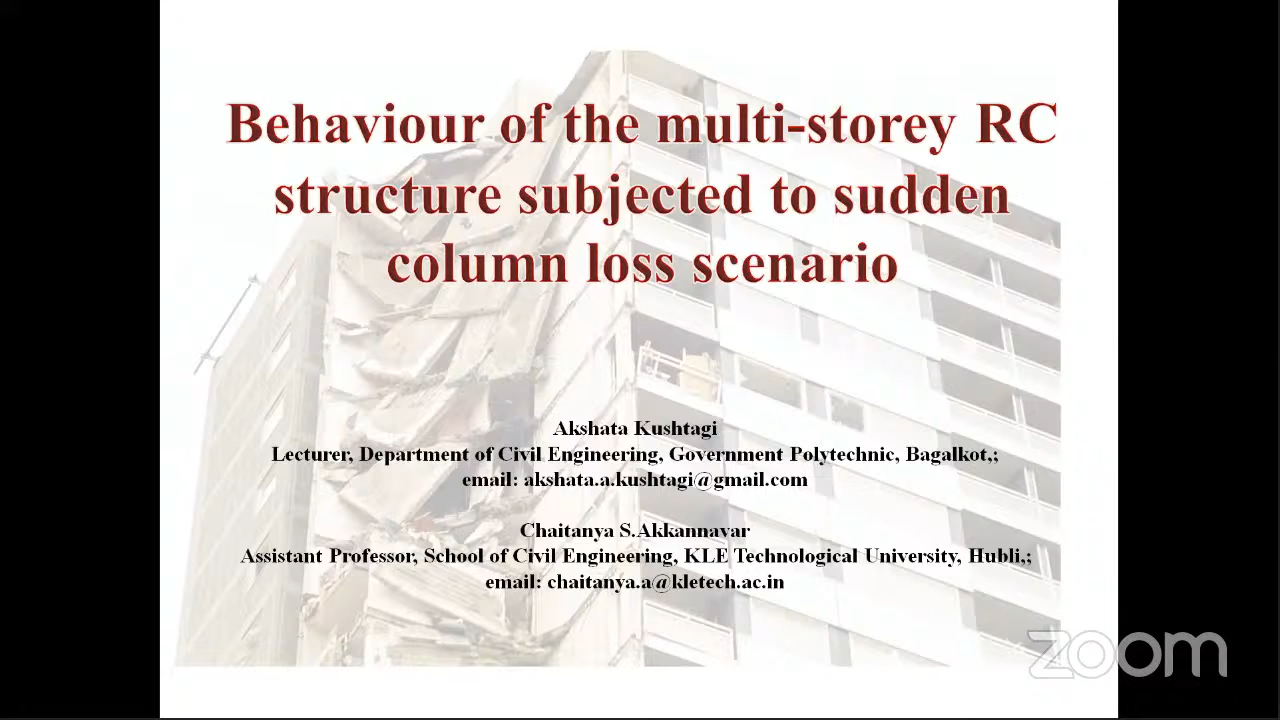 Behaviour of the multi-storey RC
structure subjected to sudden
column loss scenario
Akshata Kushtagi
Lecturer, Department of Civil Engineering, Government Polytechnic, Bagalkot,;
email: akshata.a.kushtagi@gmail.com
Chaitanya S.Akkannavar
Assistant Professor, School of Civil Engineering, KLE Technological University, Hubli,;
email: chaitanya.a@kletech.ac.in
zoom